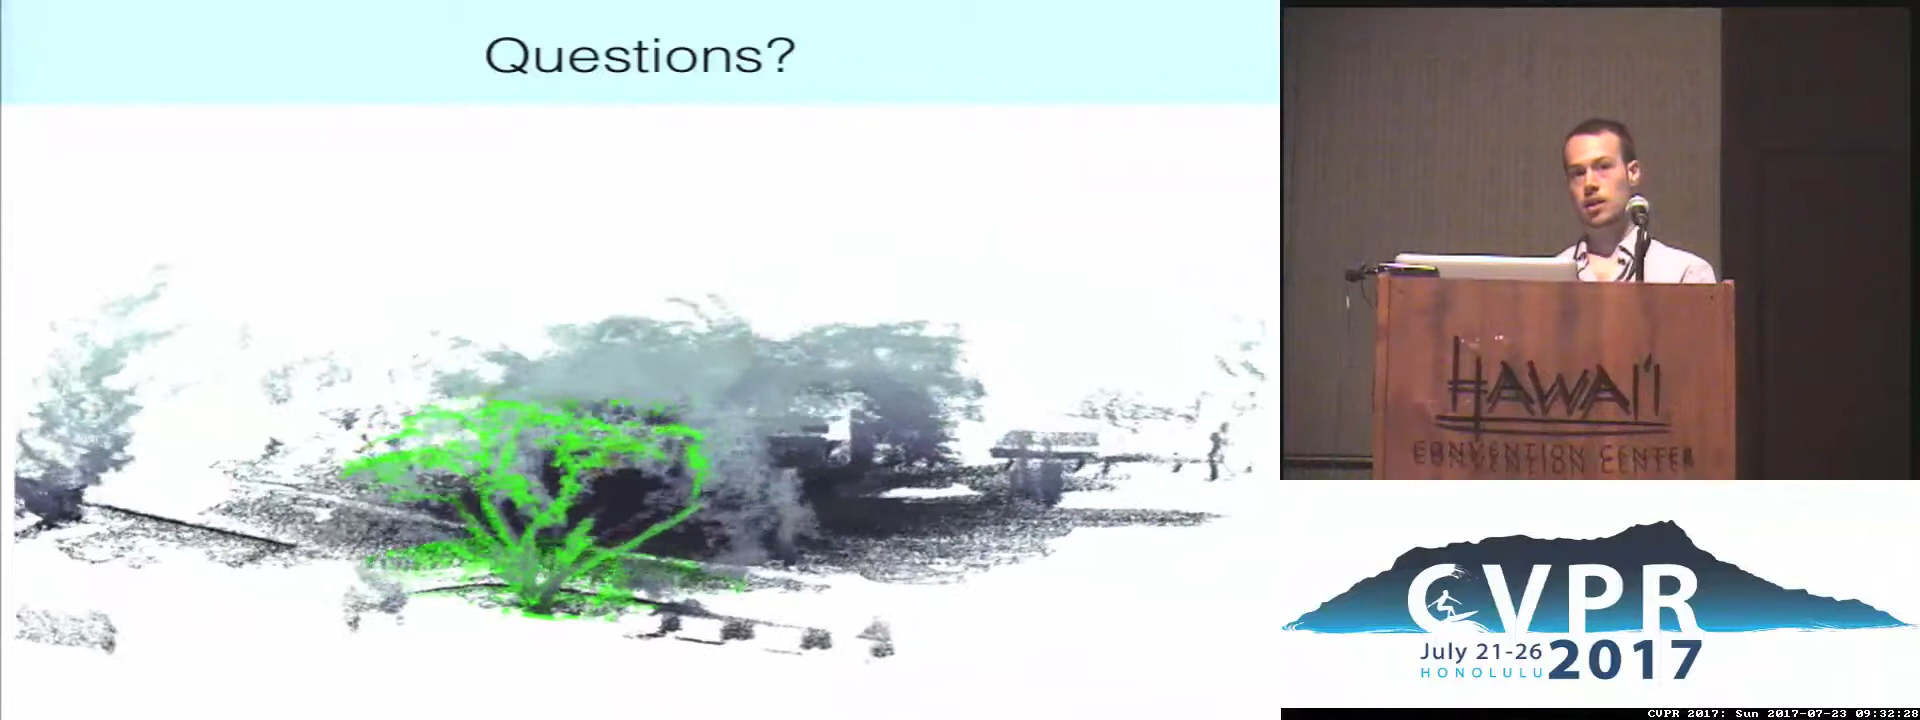 Questions?
HAWAI'I
CONVENTION CENTER
CVPR
July 21-26
HONOLULU
2017
CVPR 2017: Sun 2017-07-23 09:32:28